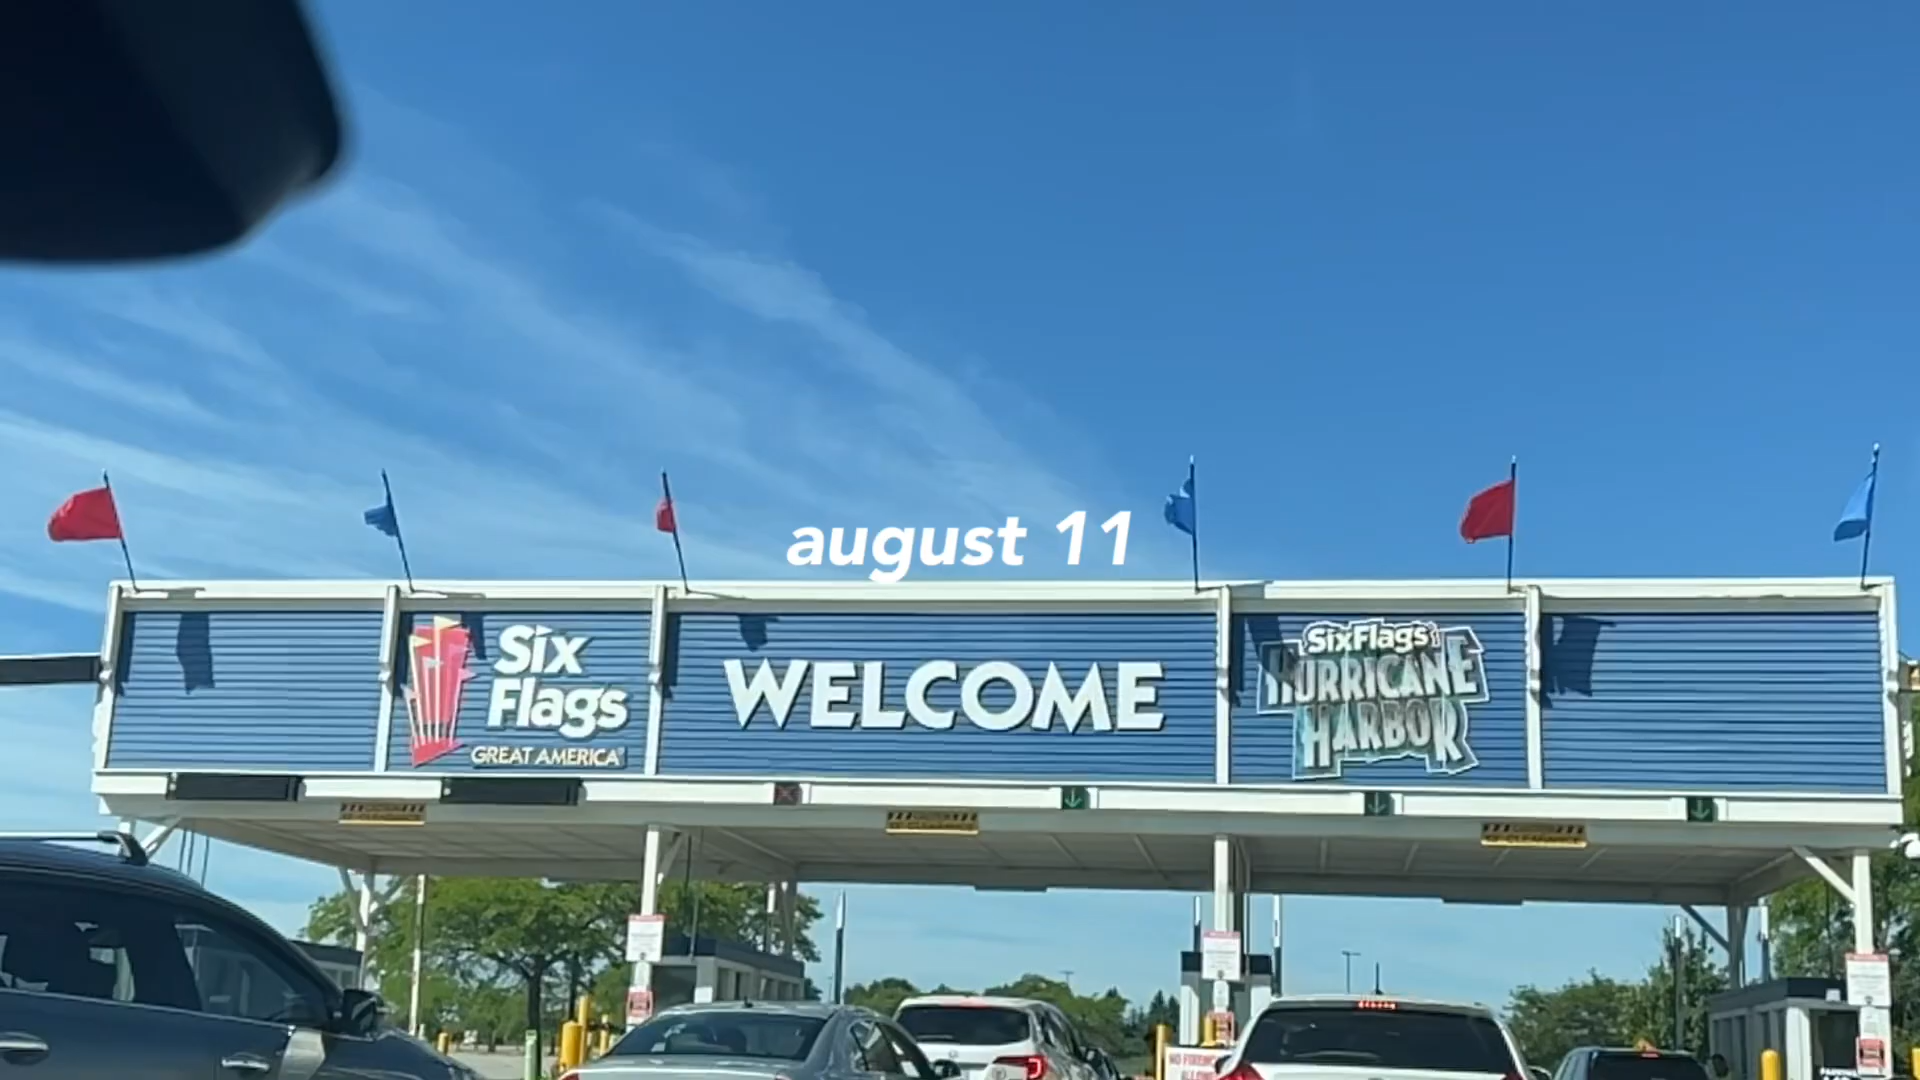 august 11
Six
Flags
GREAT AMERICA
WELCOME
SixFlags
HURRICANE
HARBOR